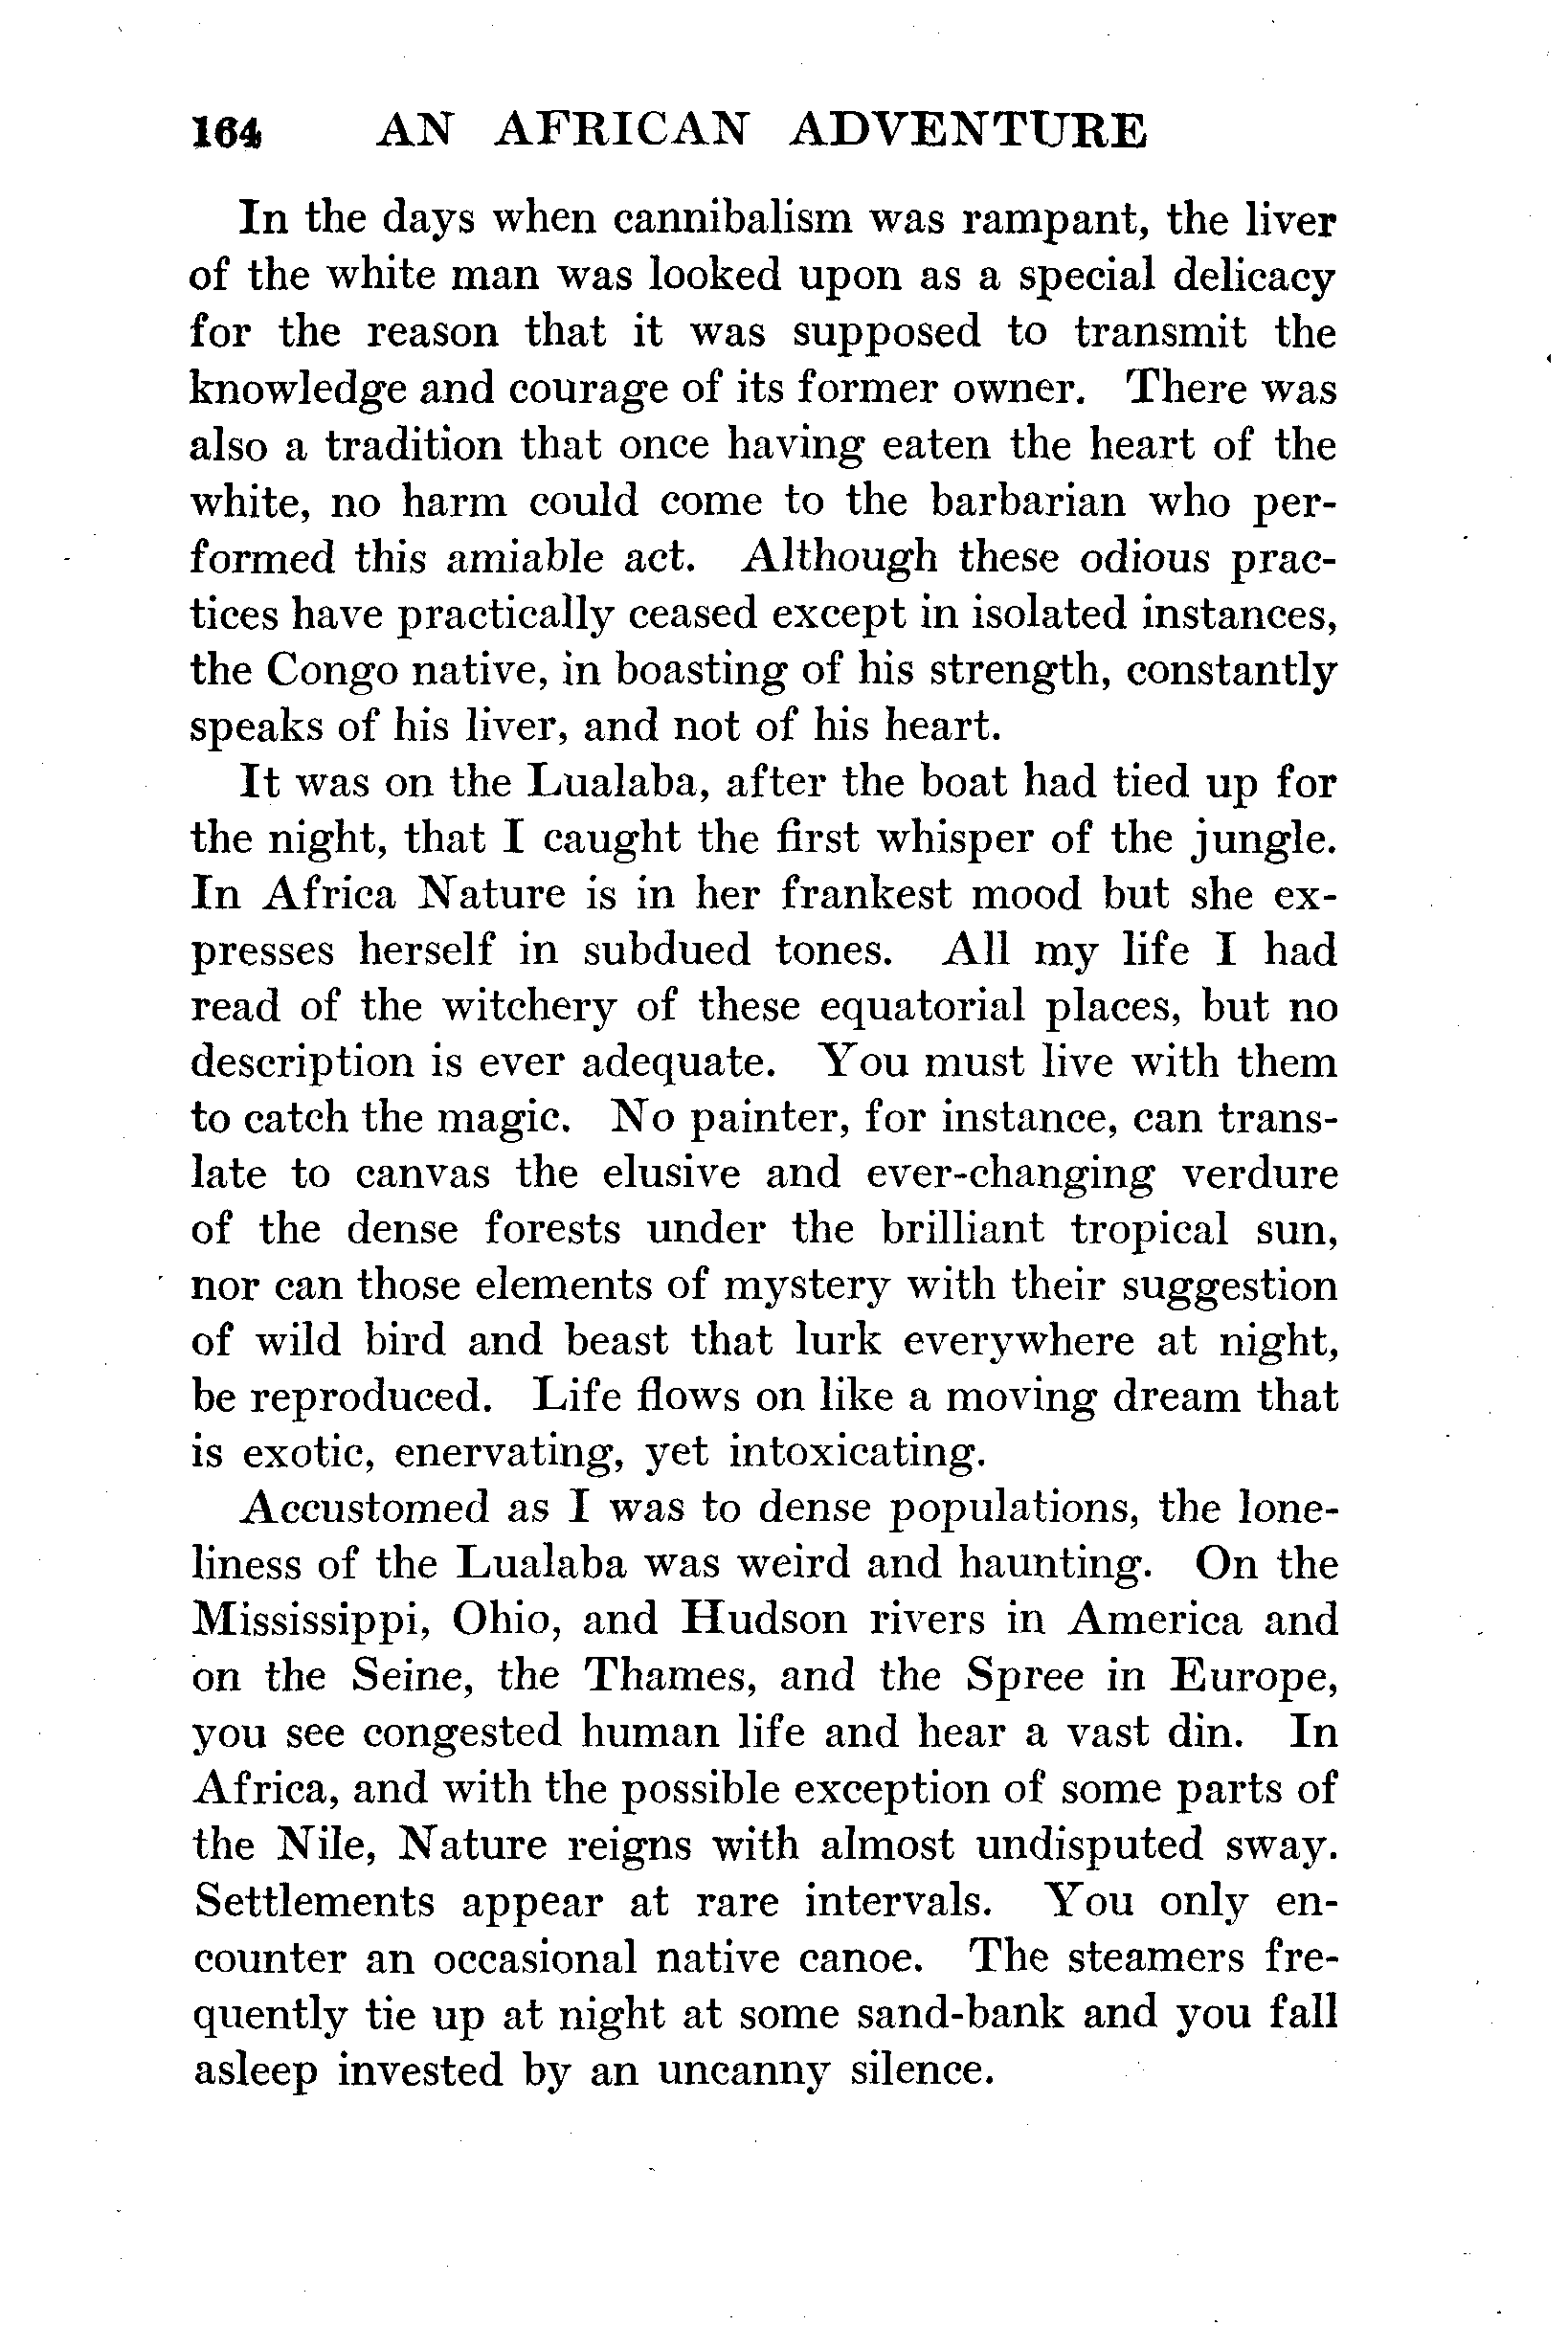 164 AN AFRICAN ADVENTURE
In the days when cannibalism was rampant, the liver
of the white man was looked upon as a special delicacy
for the reason that it was supposed to transmit the
knowledge and courage of its former owner. There was
also a tradition that once having eaten the heart of the
white, no harm could come to the barbarian who per-
formed this amiable act. Although these odious prac-
tices have practically ceased except in isolated instances,
the Congo native, in boasting of his strength, constantly
speaks of his liver, and not of his heart.
It was on the Lualaba, after the boat had tied up for
the night, that I caught the first whisper of the jungle.
In Africa Nature is in her frankest mood but she ex-
presses herself in subdued tones. All my life I had
read of the witchery of these equatorial places, but no
description is ever adequate. You must live with them
to catch the magic. No painter, for instance, can trans-
late to canvas the elusive and ever-changing verdure
of the dense forests under the brilliant tropical sun,
nor can those elements of mystery with their suggestion
of wild bird and beast that lurk everywhere at night,
be reproduced. Life flows on like a moving dream that
is exotic, enervating, yet intoxicating.
Accustomed as I was to dense populations, the lone-
liness of the Lualaba was weird and haunting. On the
Mississippi, Ohio, and Hudson rivers in America and
on the Seine, the Thames, and the Spree in Europe,
you see congested human life and hear a vast din. In
Africa, and with the possible exception of some parts of
the Nile, Nature reigns with almost undisputed sway.
Settlements appear at rare intervals. You only en-
counter an occasional native canoe. The steamers fre-
quently tie up at night at some sand-bank and you fall
asleep invested by an uncanny silence.